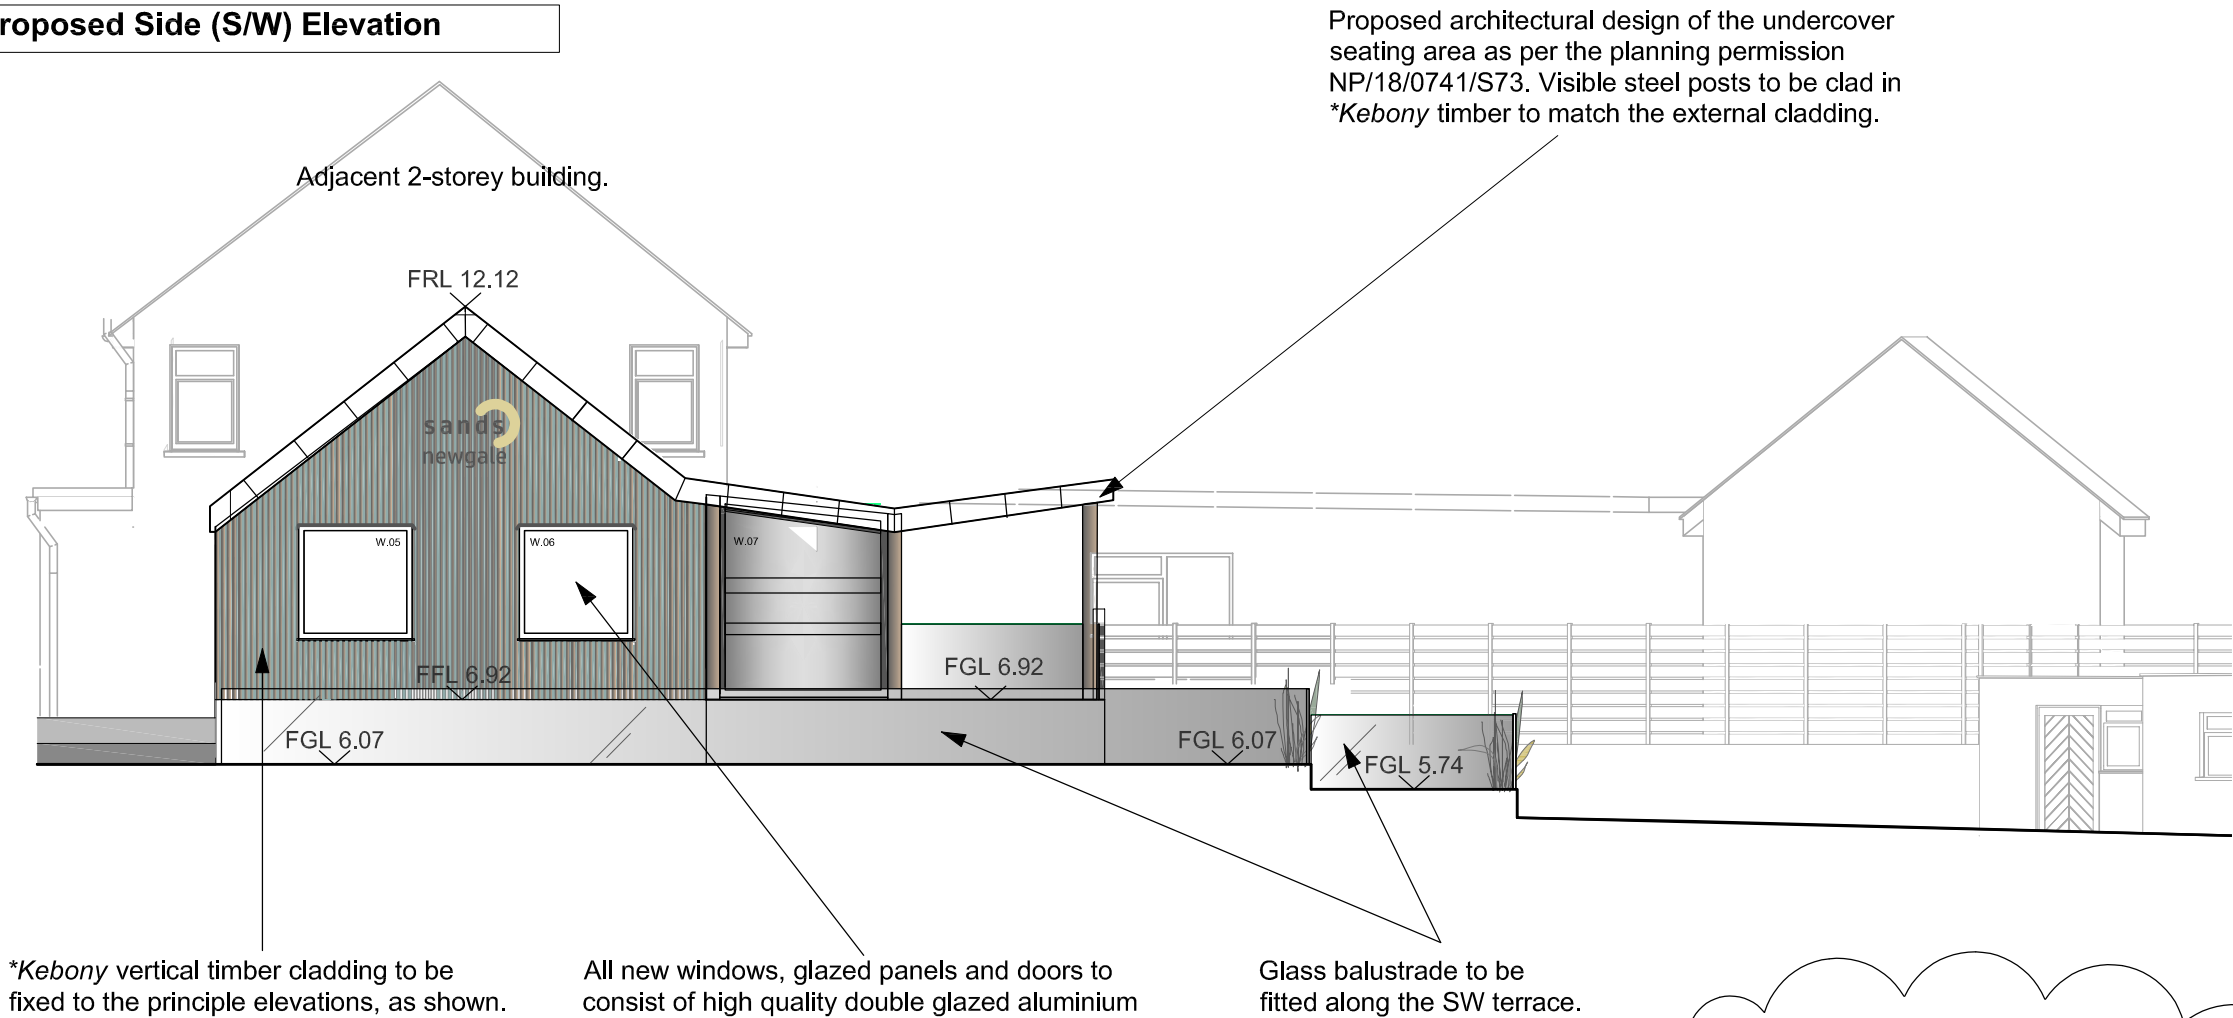 roposed Side (S/W) Elevation
Proposed architectural design of the undercover
seating area as per the planning permission
NP/18/0741/S73. Visible steel posts to be clad in
*Kebony timber to match the external cladding.
Adjacent 2-storey building.
FRL 12.12
sands
newgale
W.05
W.06
W.07
FFL 6.92
FGL 6.92
FGL 6.07
FGL 6.07
FGL 5.74
*Kebony vertical timber cladding to be
fixed to the principle elevations, as shown.
All new windows, glazed panels and doors to
consist of high quality double glazed aluminium
Glass balustrade to be
fitted along the SW terrace.